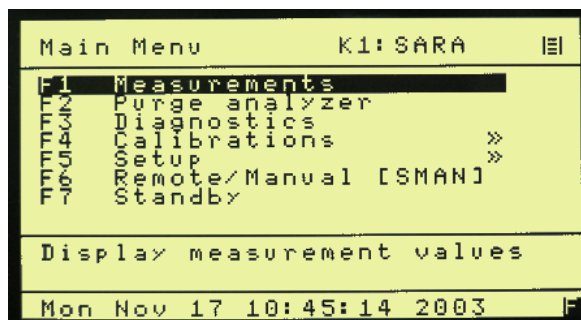 Main Menu K1:SARA
F1 Measurements
F2 Purge analyzer
F3 Diagnostics
F4 Calibrations »
F5 Setup »
F6 Remote/Manual [SMAN]
F7 Standby
Display measurement values
Mon Nov 17 10:45:14 2003